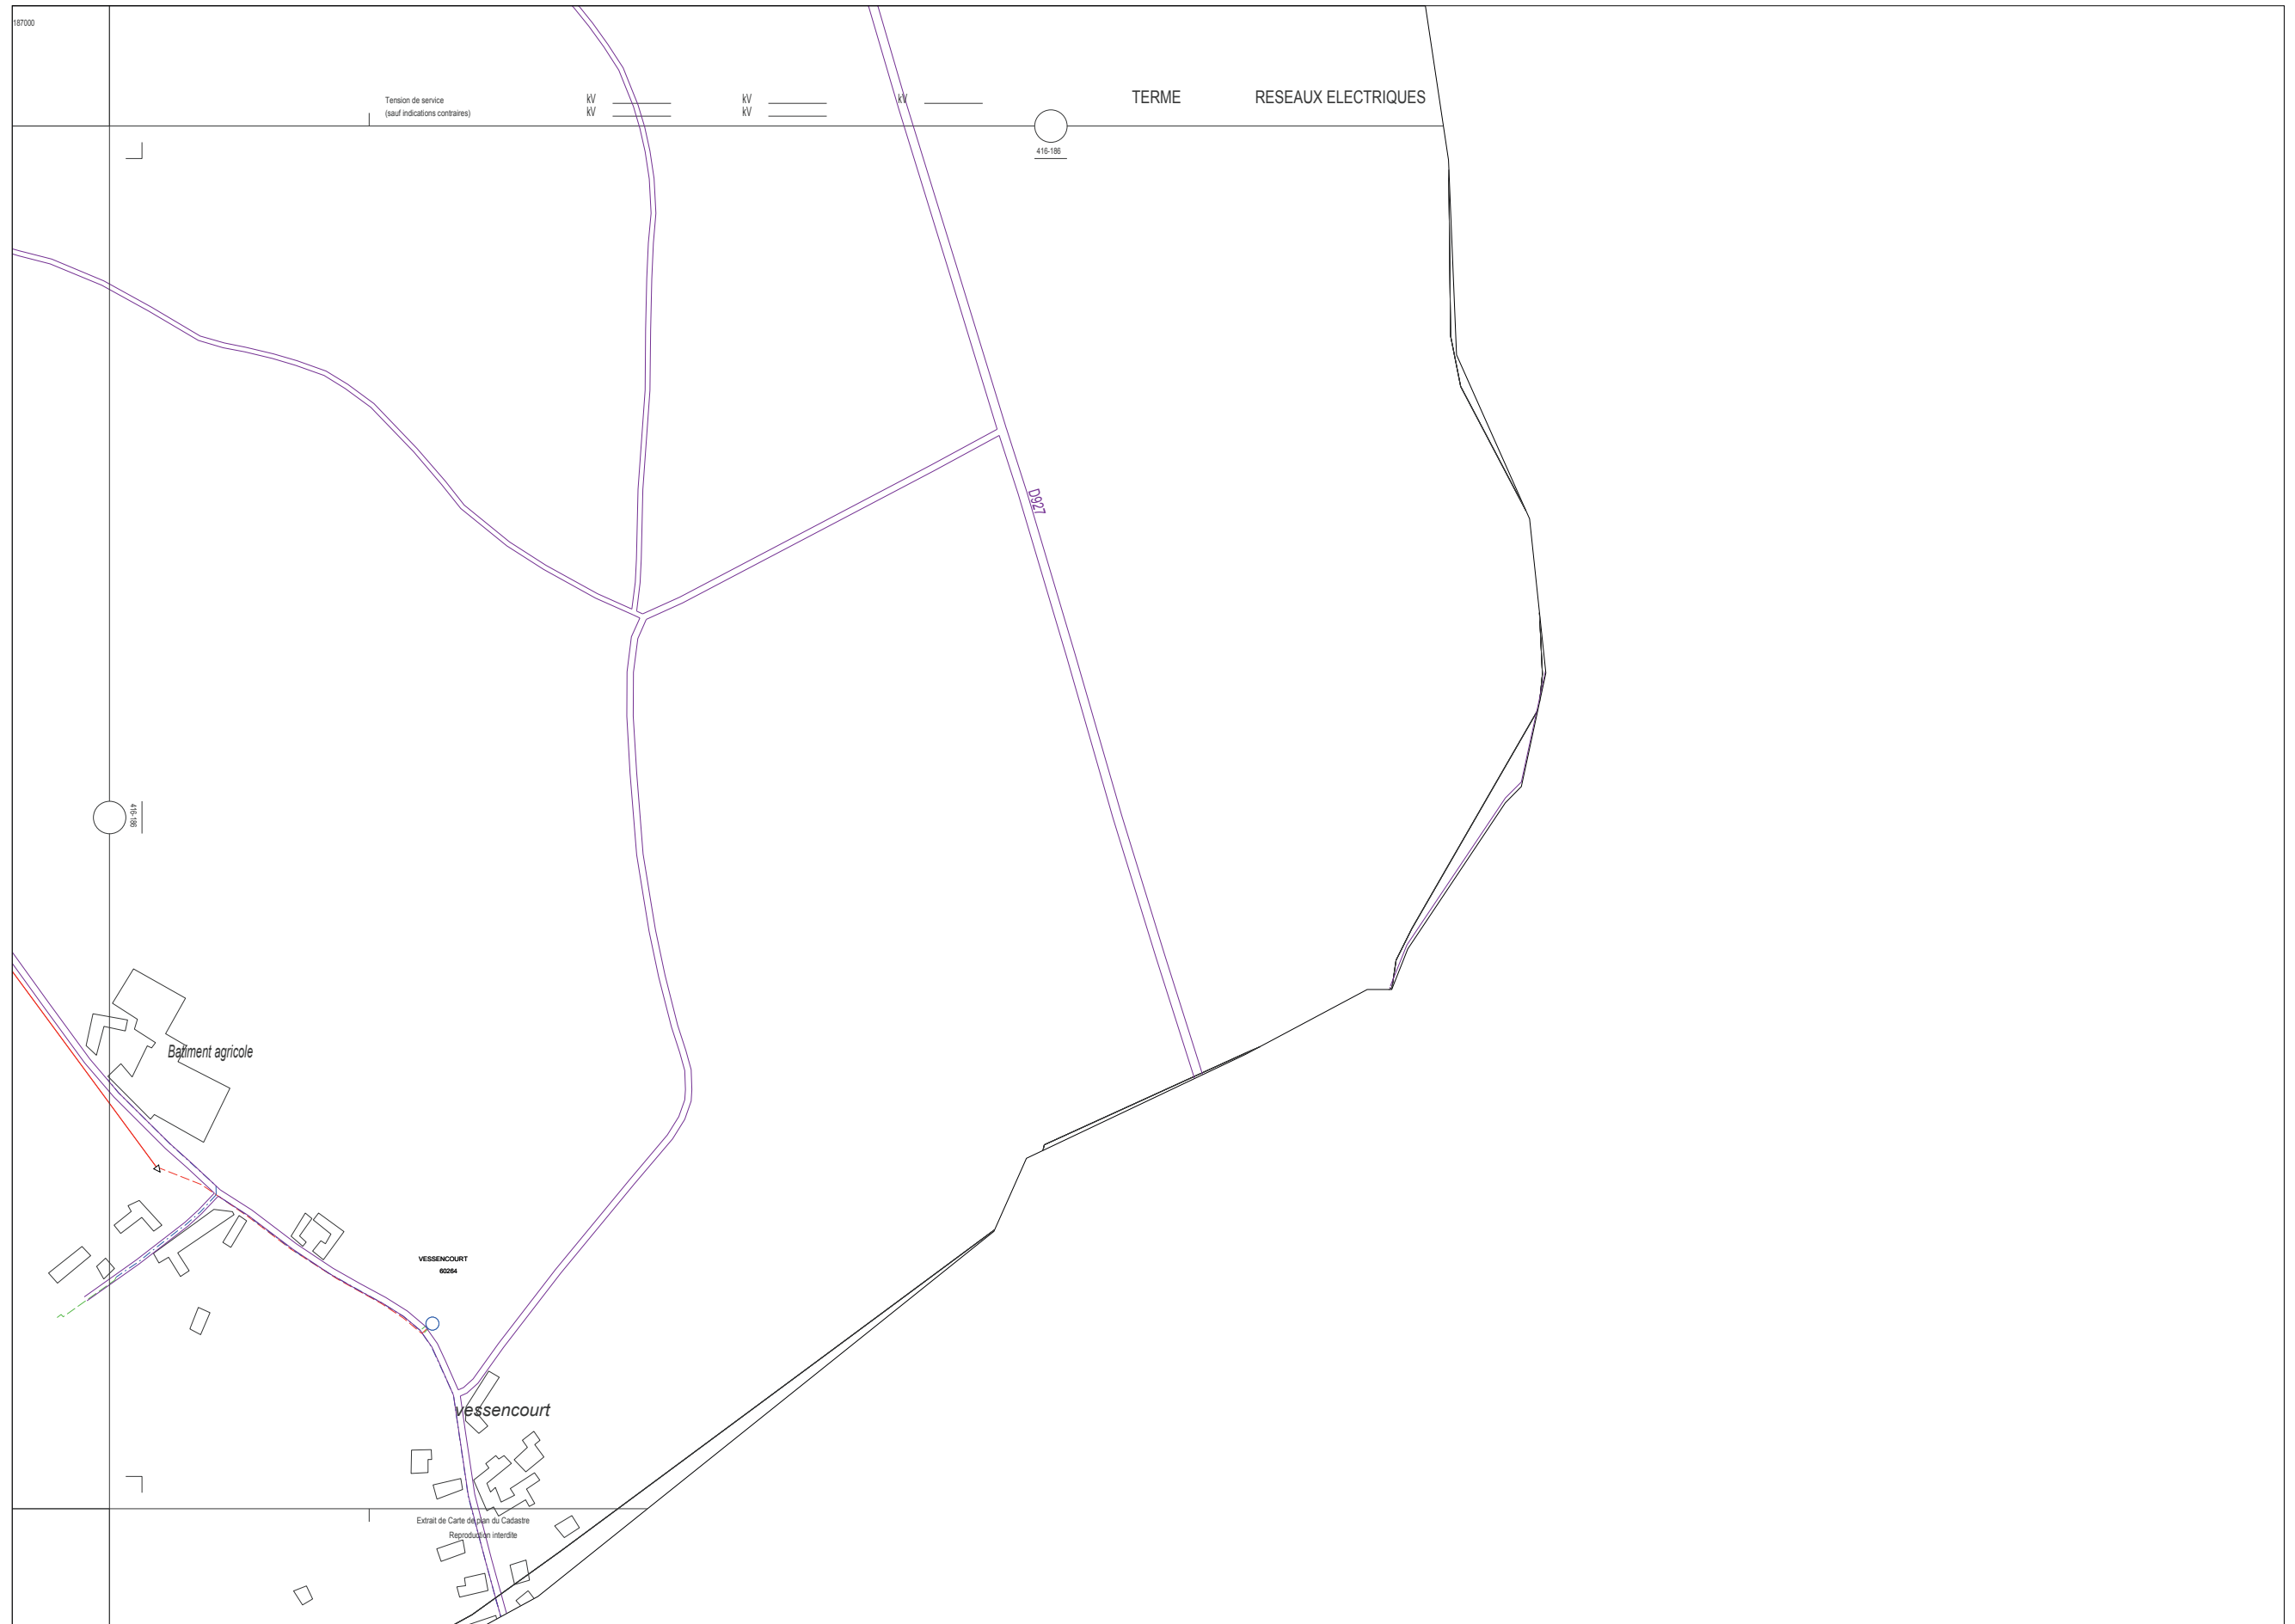 187000
Tension de service
(sauf indications contraires)
kV
kV
kV
kV
kV
TERME
RESEAUX ELECTRIQUES
416-186
D927
416-186
Batiment agricole
VESSENCOURT
60264
vessencourt
Extrait de Carte de plan du Cadastre
Reproduction interdite